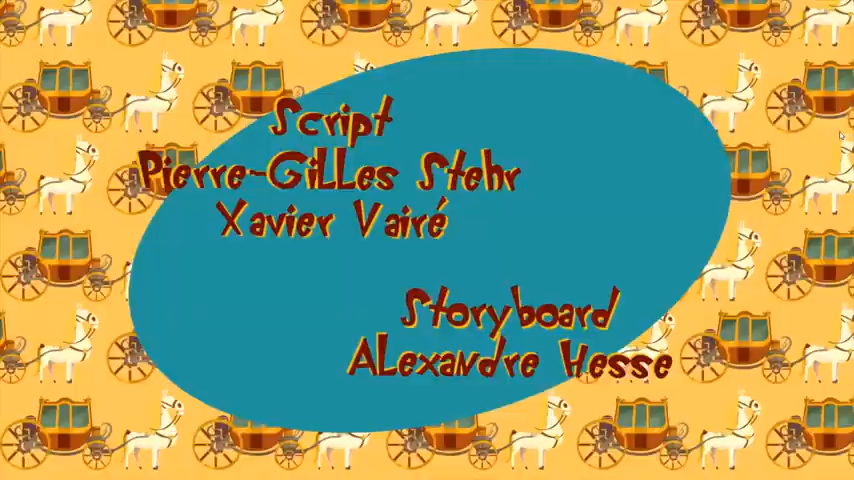 Script
Pierre-Gilles Stehr
Xavier Vairé
Storyboard
Alexandre Hesse